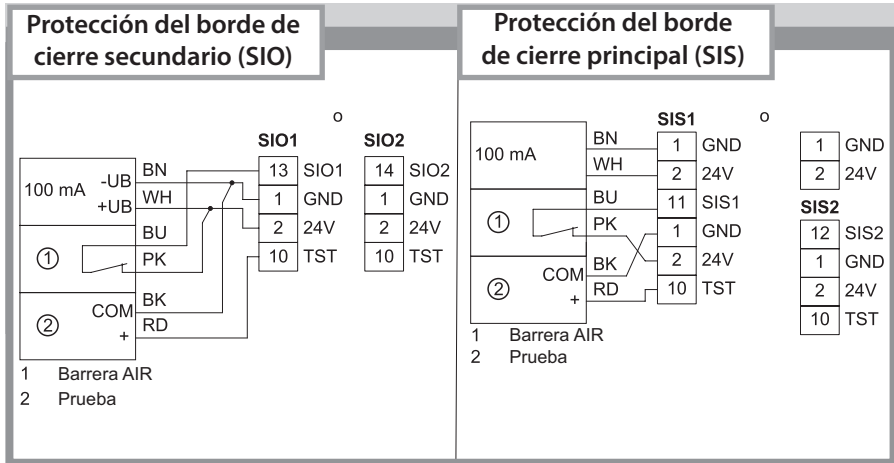 Protección del borde de
cierre secundario (SIO)
o
SIO1
SIO2
100 mA
-UB
+UB
BN
WH
BU
PK
COM
+
BK
RD
1
2
13 SIO1
1 GND
2 24V
10 TST
14 SIO2
1 GND
2 24V
10 TST
1 Barrera AIR
2 Prueba
Protección del borde
de cierre principal (SIS)
SIS1
o
100 mA
BN
WH
BU
PK
COM
+
BK
RD
1
2
1 GND
2 24V
11 SIS1
1 GND
2 24V
10 TST
1 GND
2 24V
SIS2
12 SIS2
1 GND
2 24V
10 TST
1 Barrera AIR
2 Prueba